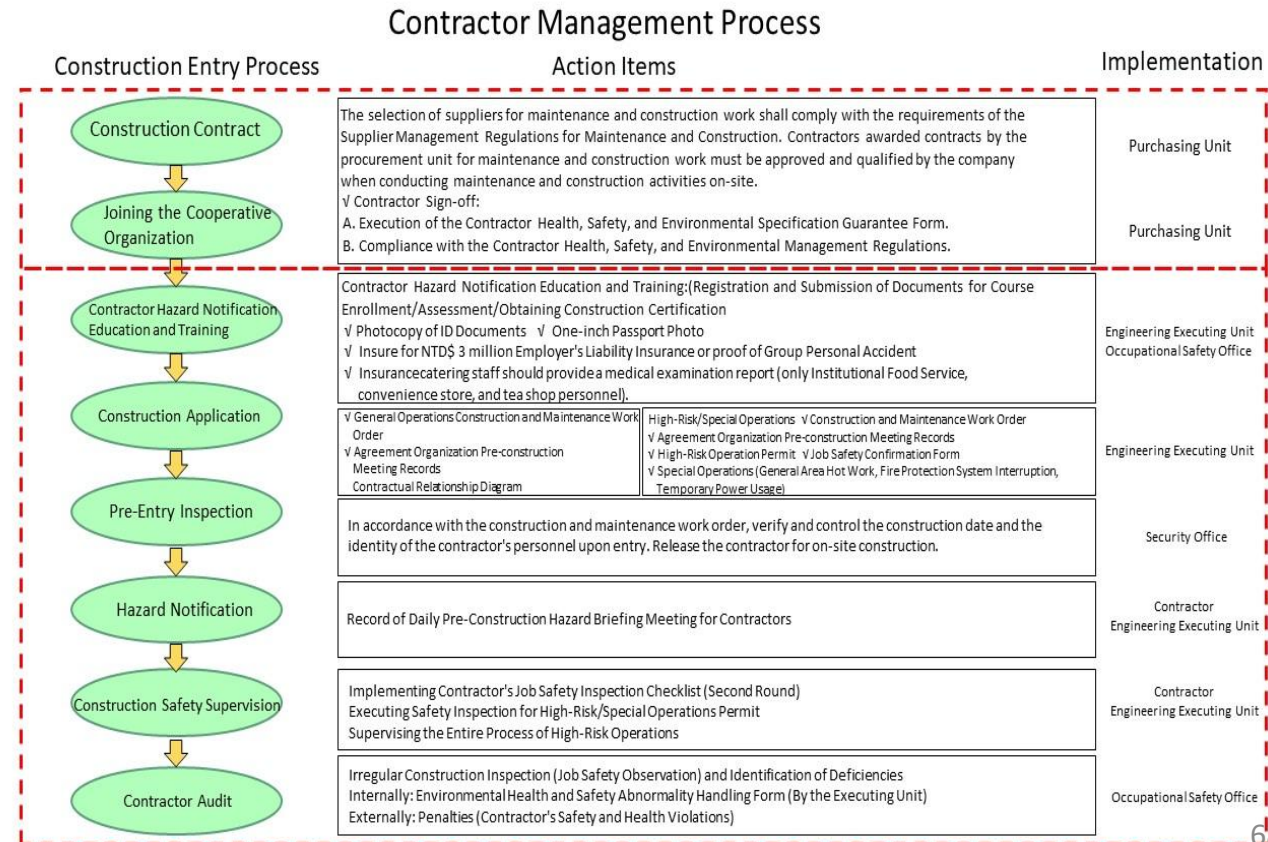 Contractor Management Process
Construction Entry Process
Action Items
Implementation
Construction Contract
The selection of suppliers for maintenance and construction work shall comply with the requirements of the
Supplier Management Regulations for Maintenance and Construction. Contractors awarded contracts by the
procurement unit for maintenance and construction work must be approved and qualified by the company
when conducting maintenance and construction activities on-site.
√ Contractor Sign-off:
A. Execution of the Contractor Health, Safety, and Environmental Specification Guarantee Form.
B. Compliance with the Contractor Health, Safety, and Environmental Management Regulations.
Purchasing Unit
Joining the Cooperative
Organization
Purchasing Unit
Contractor Hazard Notification
Education and Training
Contractor Hazard Notification Education and Training:(Registration and Submission of Documents for Course
Enrollment/Assessment/Obtaining Construction Certification
√ Photocopy of ID Documents √ One-inch Passport Photo
√ Insure for NTD$ 3 million Employer's Liability Insurance or proof of Group Personal Accident
√ Insurancecatering staff should provide a medical examination report (only Institutional Food Service,
convenience store, and tea shop personnel).
Engineering Executing Unit
Occupational Safety Office
Construction Application
√ General Operations Construction and Maintenance Work
Order
√ Agreement Organization Pre-construction
Meeting Records
Contractual Relationship Diagram
High-Risk/Special Operations √ Construction and Maintenance Work Order
√ Agreement Organization Pre-construction Meeting Records
√ High-Risk Operation Permit √ Job Safety Confirmation Form
√ Special Operations (General Area Hot Work, Fire Protection System Interruption,
Temporary Power Usage)
Engineering Executing Unit
Pre-Entry Inspection
In accordance with the construction and maintenance work order, verify and control the construction date and the
identity of the contractor's personnel upon entry. Release the contractor for on-site construction.
Security Office
Hazard Notification
Record of Daily Pre-Construction Hazard Briefing Meeting for Contractors
Contractor
Engineering Executing Unit
Construction Safety Supervision
Implementing Contractor's Job Safety Inspection Checklist (Second Round)
Executing Safety Inspection for High-Risk/Special Operations Permit
Supervising the Entire Process of High-Risk Operations
Contractor
Engineering Executing Unit
Contractor Audit
Irregular Construction Inspection (Job Safety Observation) and Identification of Deficiencies
Internally: Environmental Health and Safety Abnormality Handling Form (By the Executing Unit)
Externally: Penalties (Contractor's Safety and Health Violations)
Occupational Safety Office
6